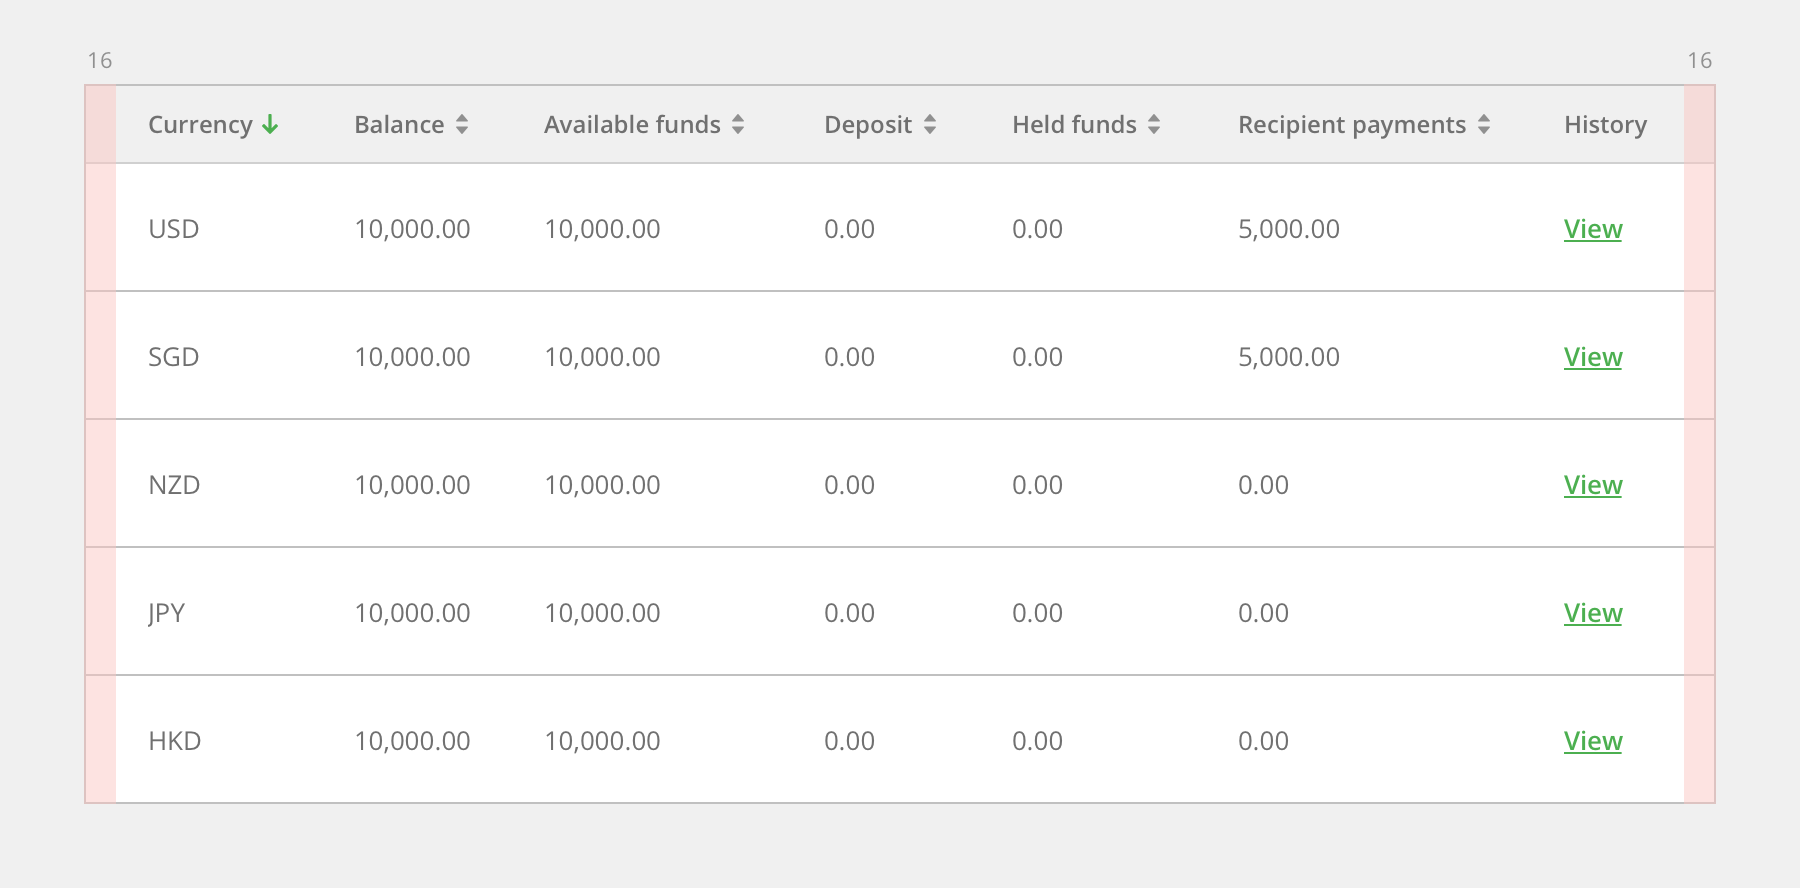 16 16
Currency Balance Available funds Deposit Held funds Recipient payments History
USD 10,000.00 10,000.00 0.00 0.00 5,000.00 View
SGD 10,000.00 10,000.00 0.00 0.00 5,000.00 View
NZD 10,000.00 10,000.00 0.00 0.00 0.00 View
JPY 10,000.00 10,000.00 0.00 0.00 0.00 View
HKD 10,000.00 10,000.00 0.00 0.00 0.00 View